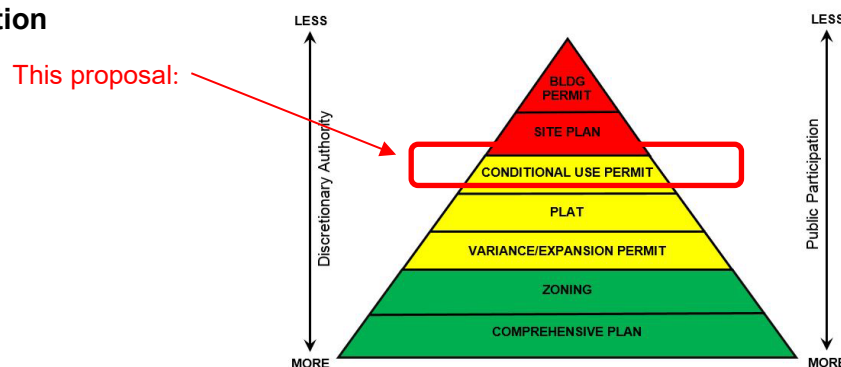 tion
LESS
LESS
This proposal:
BLDG
PERMIT
SITE PLAN
Discretionary Authority
Public Participation
CONDITIONAL USE PERMIT
PLAT
VARIANCE/EXPANSION PERMIT
ZONING
COMPREHENSIVE PLAN
MORE
MORE